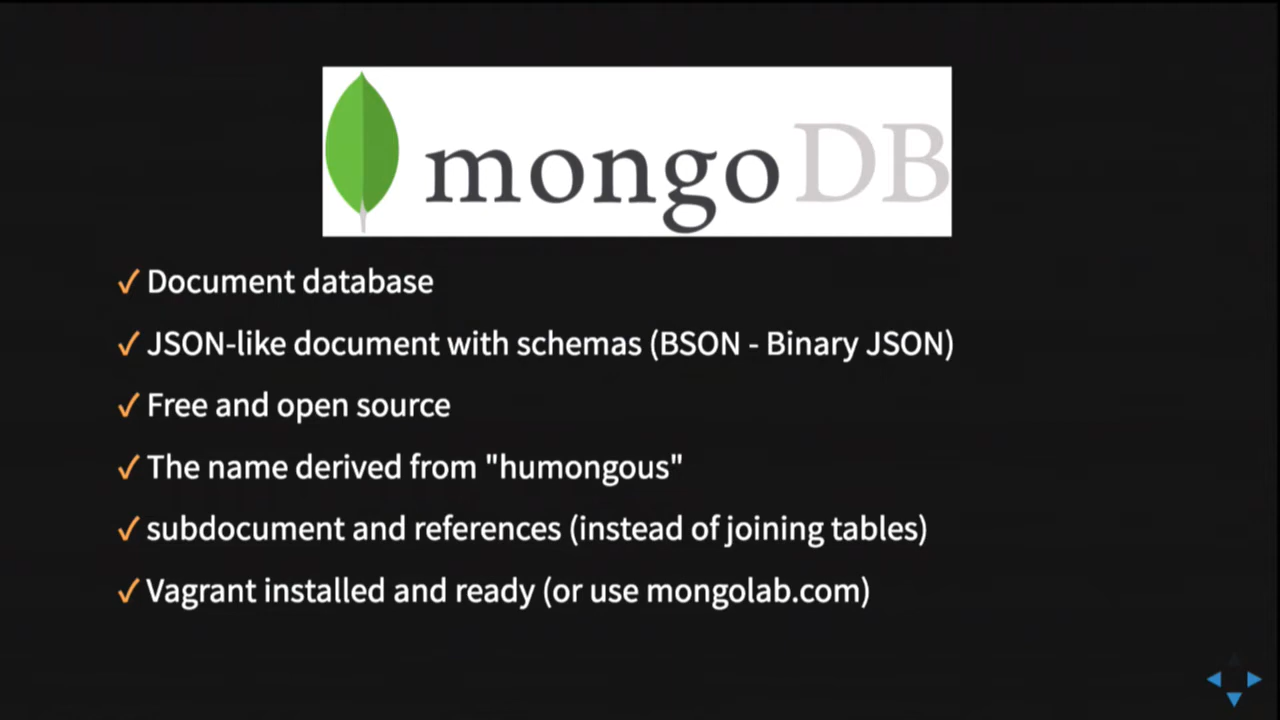 mongoDB
✓ Document database
✓ JSON-like document with schemas (BSON - Binary JSON)
✓ Free and open source
✓ The name derived from "humongous"
✓ subdocument and references (instead of joining tables)
✓ Vagrant installed and ready (or use mongolab.com)